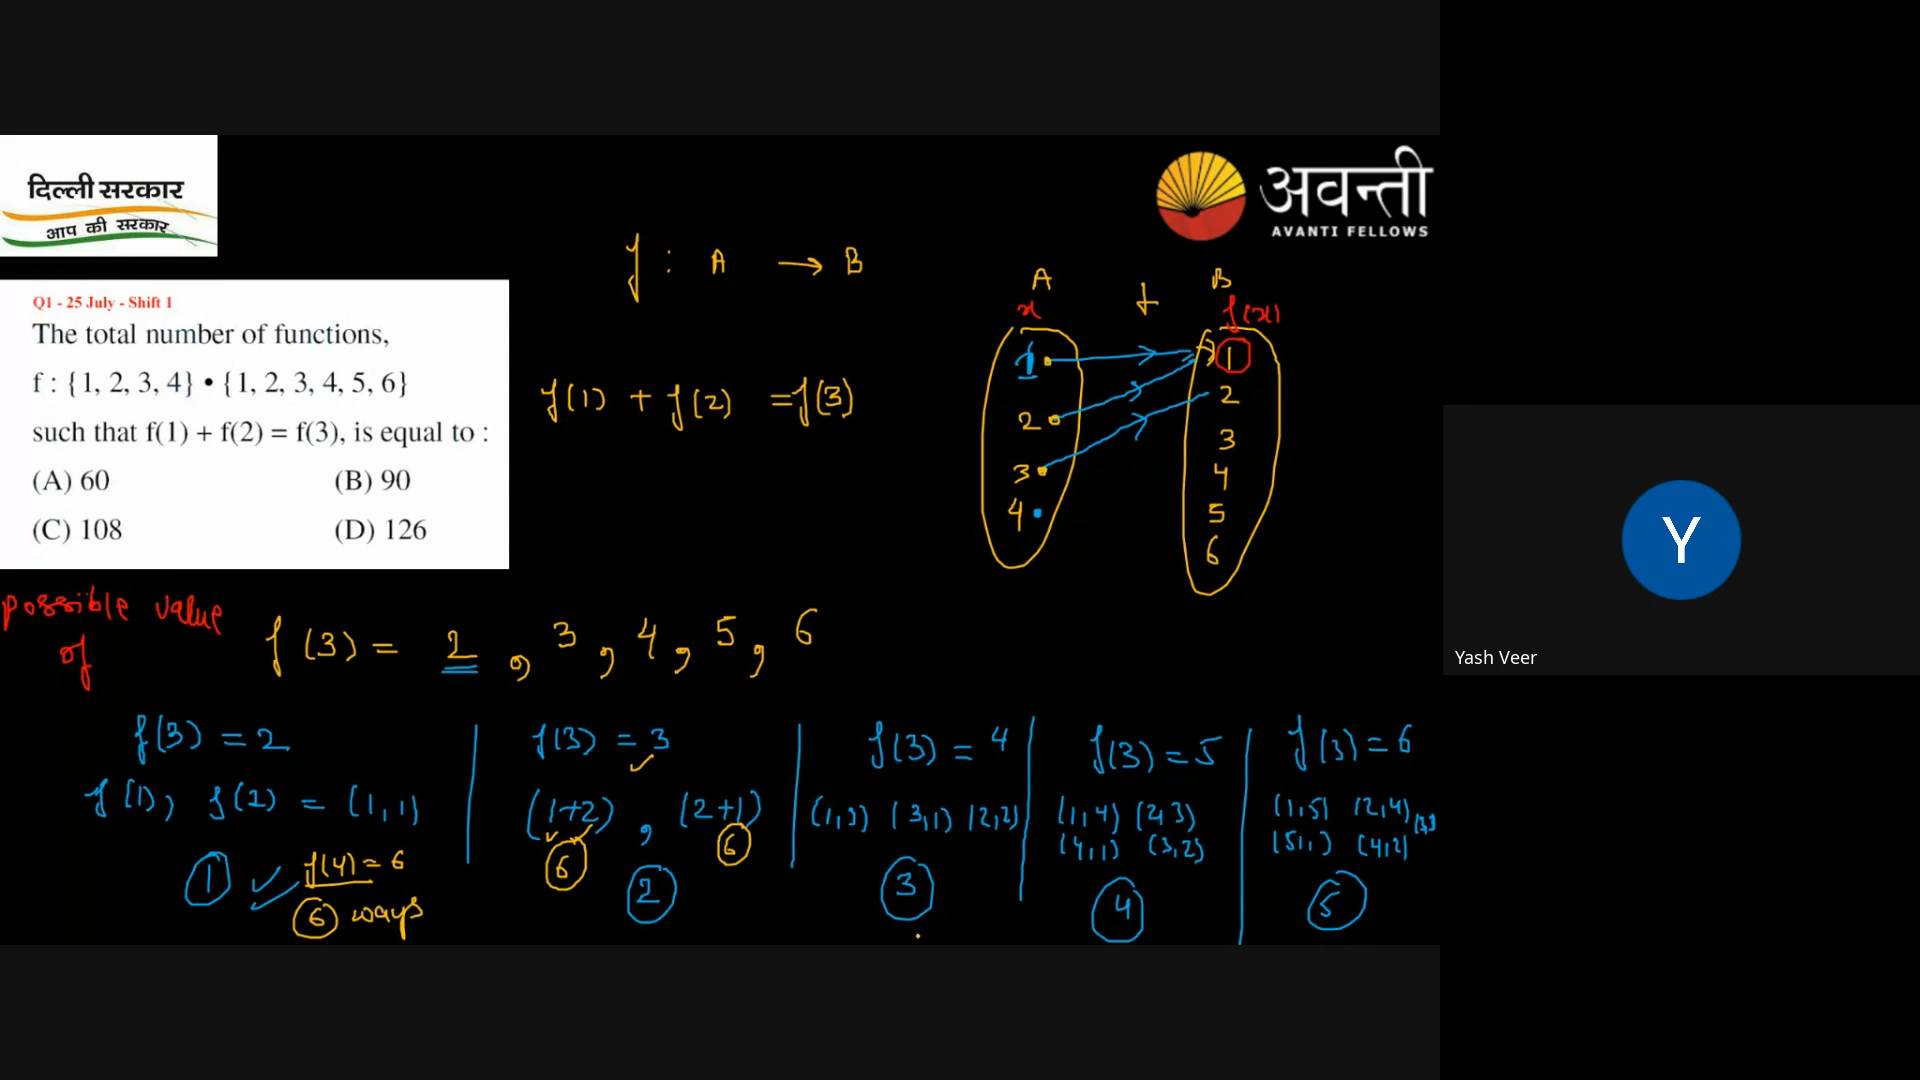 दिल्ली सरकार
आप की सरकार
अवन्ती
AVANTI FELLOWS
f : A → B
Q1 - 25 July - Shift 1
The total number of functions,
f : {1, 2, 3, 4} • {1, 2, 3, 4, 5, 6}
such that f(1) + f(2) = f(3), is equal to :
(A) 60 (B) 90
(C) 108 (D) 126
f(1) + f(2) = f(3)
A f B
x f(x)
1 1
2 2
3 3
4 4
5
6
possible value
of f(3) = 2, 3, 4, 5, 6
f(3) = 2
f(1), f(2) = (1,1)
1 f(4) = 6
6 ways
f(3) = 3
(1+2), (2+1)
6 6
2
f(3) = 4
(1,3) (3,1) (2,2)
3
f(3) = 5
(1,4) (2,3)
(4,1) (3,2)
4
f(3) = 6
(1,5) (2,4) (3,3)
(5,1) (4,2)
5
Y
Yash Veer